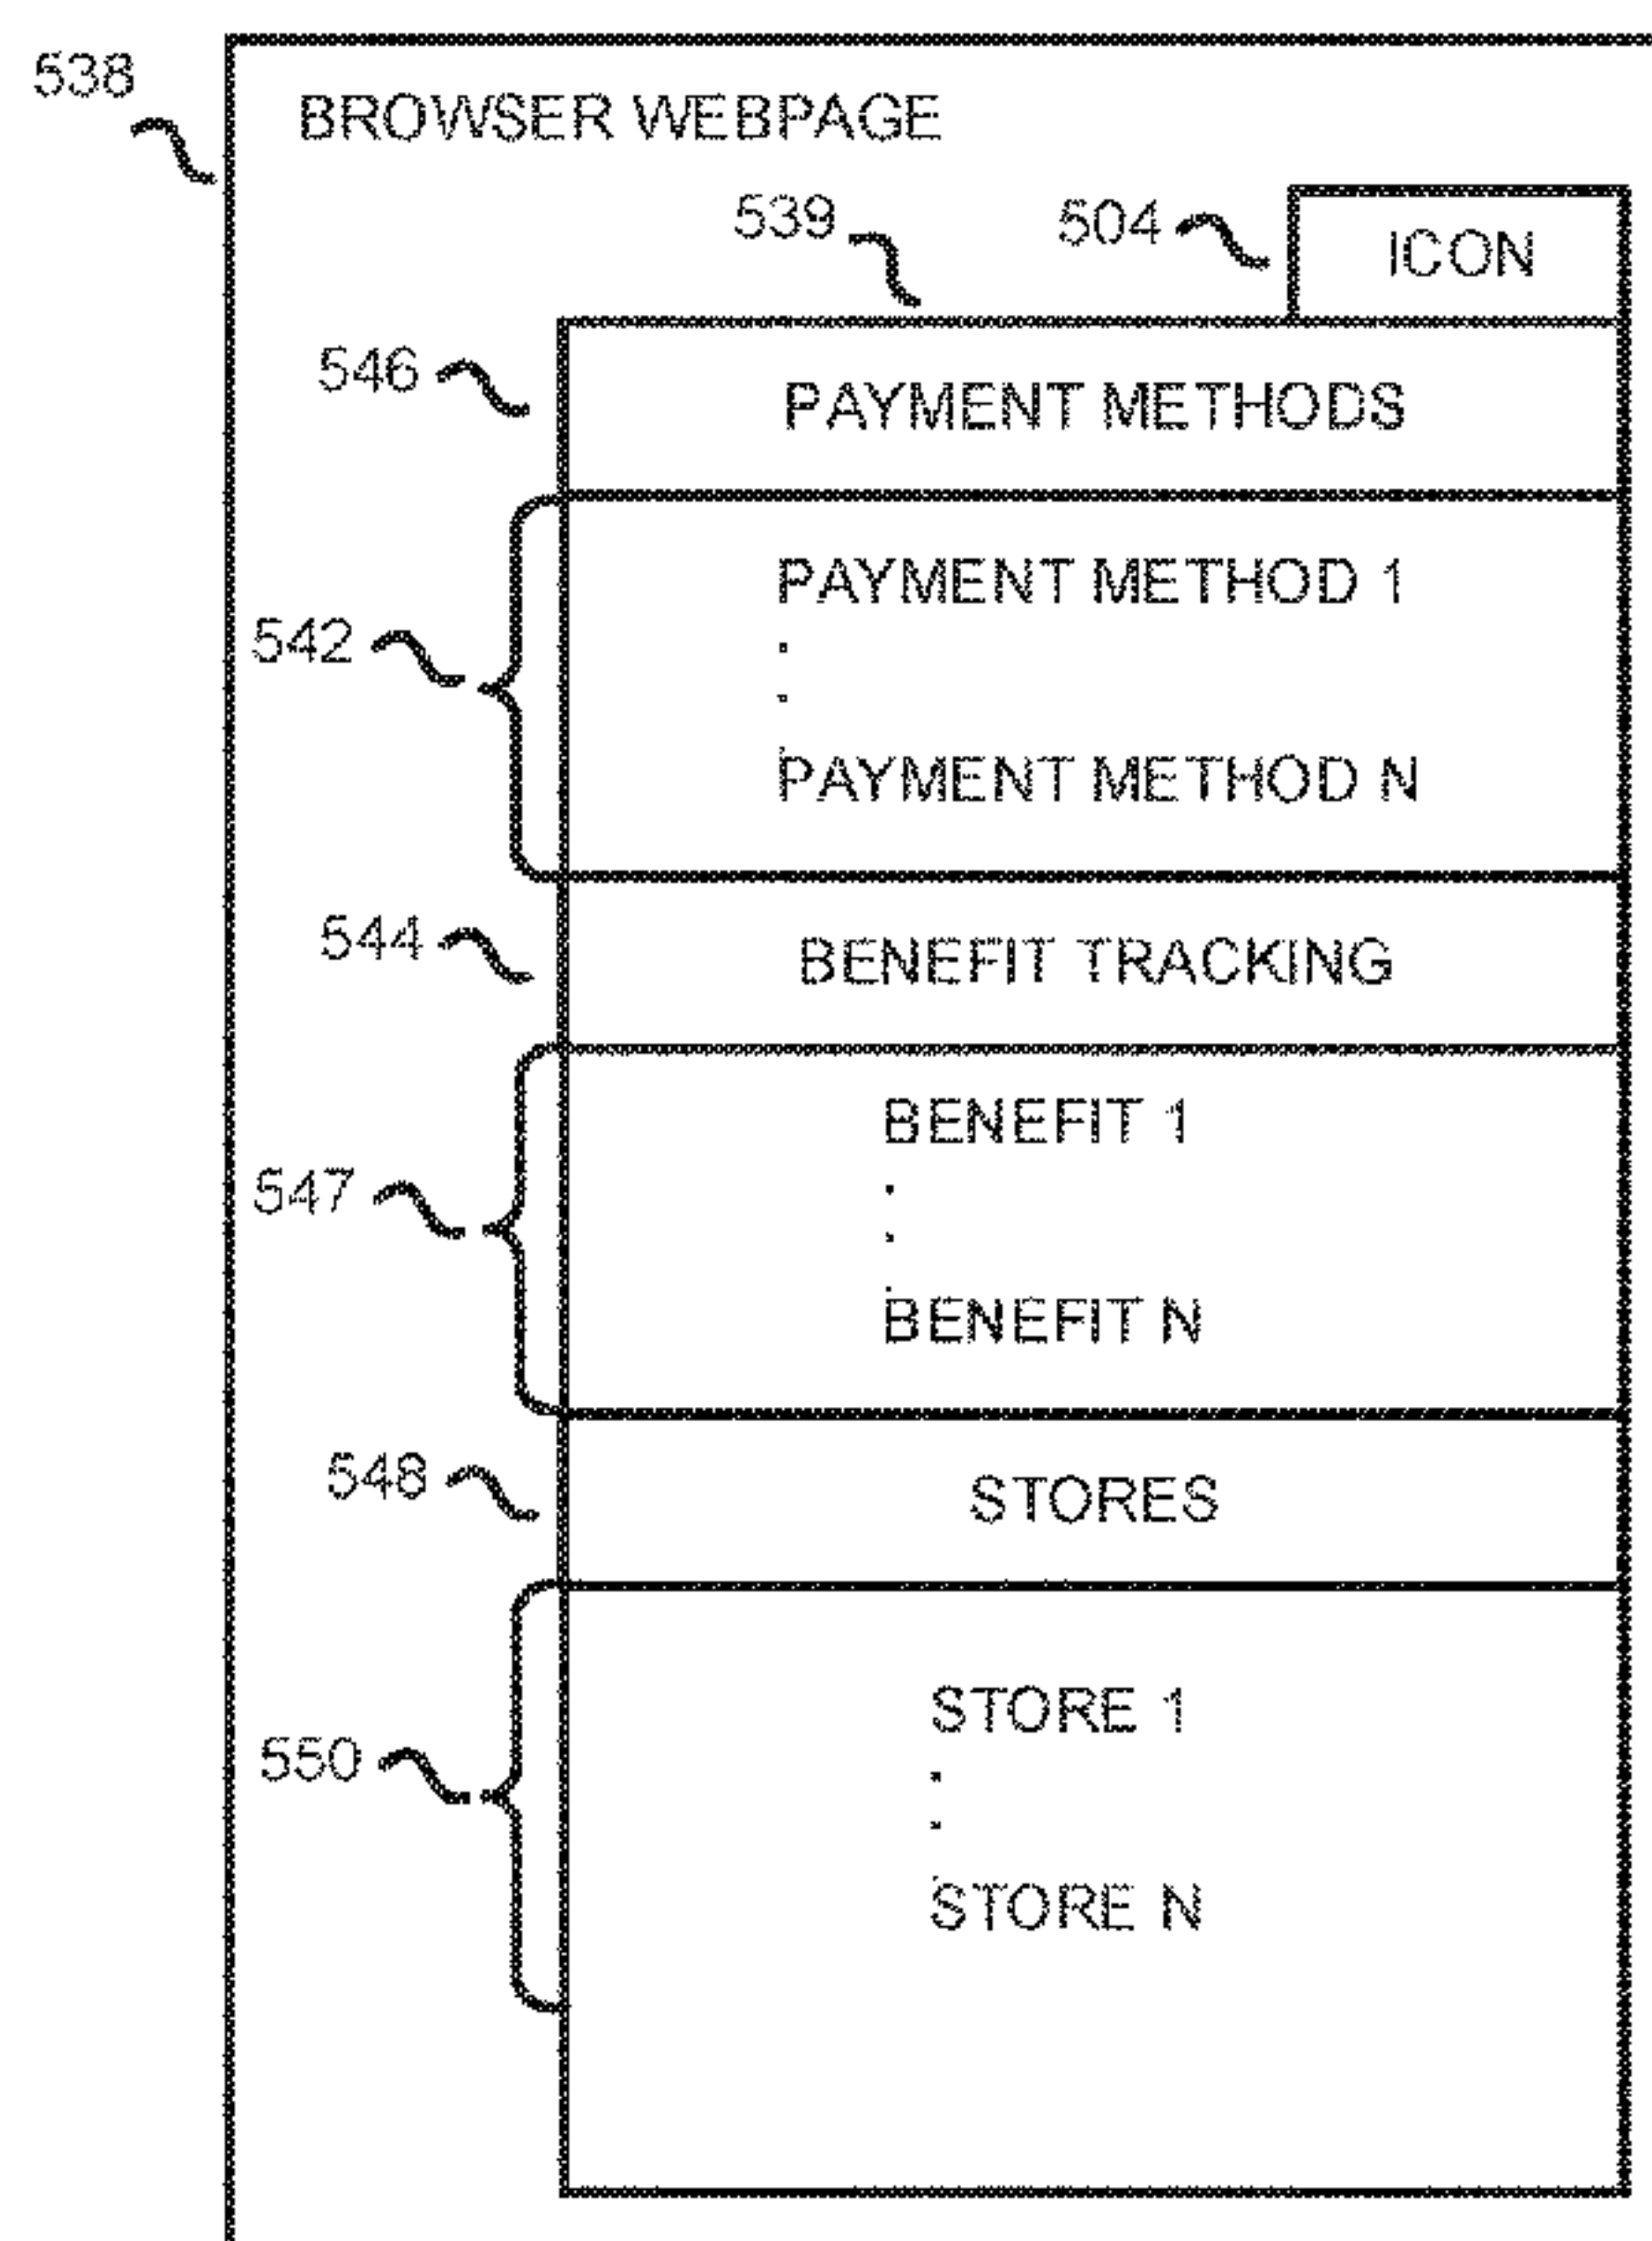 538
BROWSER WEBPAGE
539
504
ICON
546
PAYMENT METHODS
PAYMENT METHOD 1
.
.
.
542
PAYMENT METHOD N
544
BENEFIT TRACKING
BENEFIT 1
.
.
.
547
BENEFIT N
548
STORES
STORE 1
550
.
.
.
STORE N